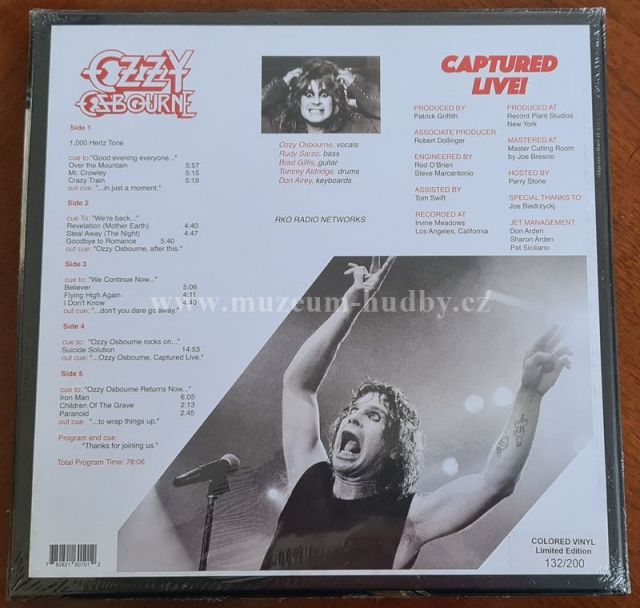 OZZY
OSBOURNE
Side 1
1,000 Hertz Tone
cue to:"Good evening everyone..."
Over the Mountain 5:57
Mr. Crowley 5:15
Crazy Train 5:19
out cue: "...in just a moment."
Side 2
cue To: "We're back..."
Revelation (Mother Earth) 4:40
Steal Away (The Night) 4:47
Goodbye to Romance 5:40
out cue: "Ozzy Osbourne, after this."
Side 3
cue to: "We Continue Now..."
Believer 5:06
Flying High Again 4:11
I Don't Know 4:40
out cue: "...don't you dare go away."
Side 4
cue to: "Ozzy Osbourne rocks on..."
Suicide Solution 14:53
out cue: "...Ozzy Osbourne, Captured Live."
Side 5
cue to: "Ozzy Osbourne Returns Now..."
Iron Man 6:05
Children Of The Grave 2:13
Paranoid 2:45
out cue: "...to wrap things up."
Program end cue:
"Thanks for joining us."
Total Program Time: 78:06
Ozzy Osbourne, vocals
Rudy Sarzo, bass
Brad Gillis, guitar
Tommy Aldridge, drums
Don Airey, keyboards
RKO RADIO NETWORKS
CAPTURED
LIVE!
PRODUCED BY
Patrick Griffith
ASSOCIATE PRODUCER
Robert Dollinger
ENGINEERED BY
Rod O'Brien
Steve Marcantonio
ASSISTED BY
Tom Swift
RECORDED AT
Irvine Meadows
Los Angeles, California
PRODUCED AT
Record Plant Studios
New York
MASTERED AT
Master Cutting Room
by Joe Brescio
HOSTED BY
Perry Stone
SPECIAL THANKS TO
Joe Biedrzyckj
JET MANAGEMENT
Don Arden
Sharon Arden
Pat Siciliano
www.muzeum-hudby.cz
COLORED VINYL
Limited Edition
132/200
7 80821 60101 2